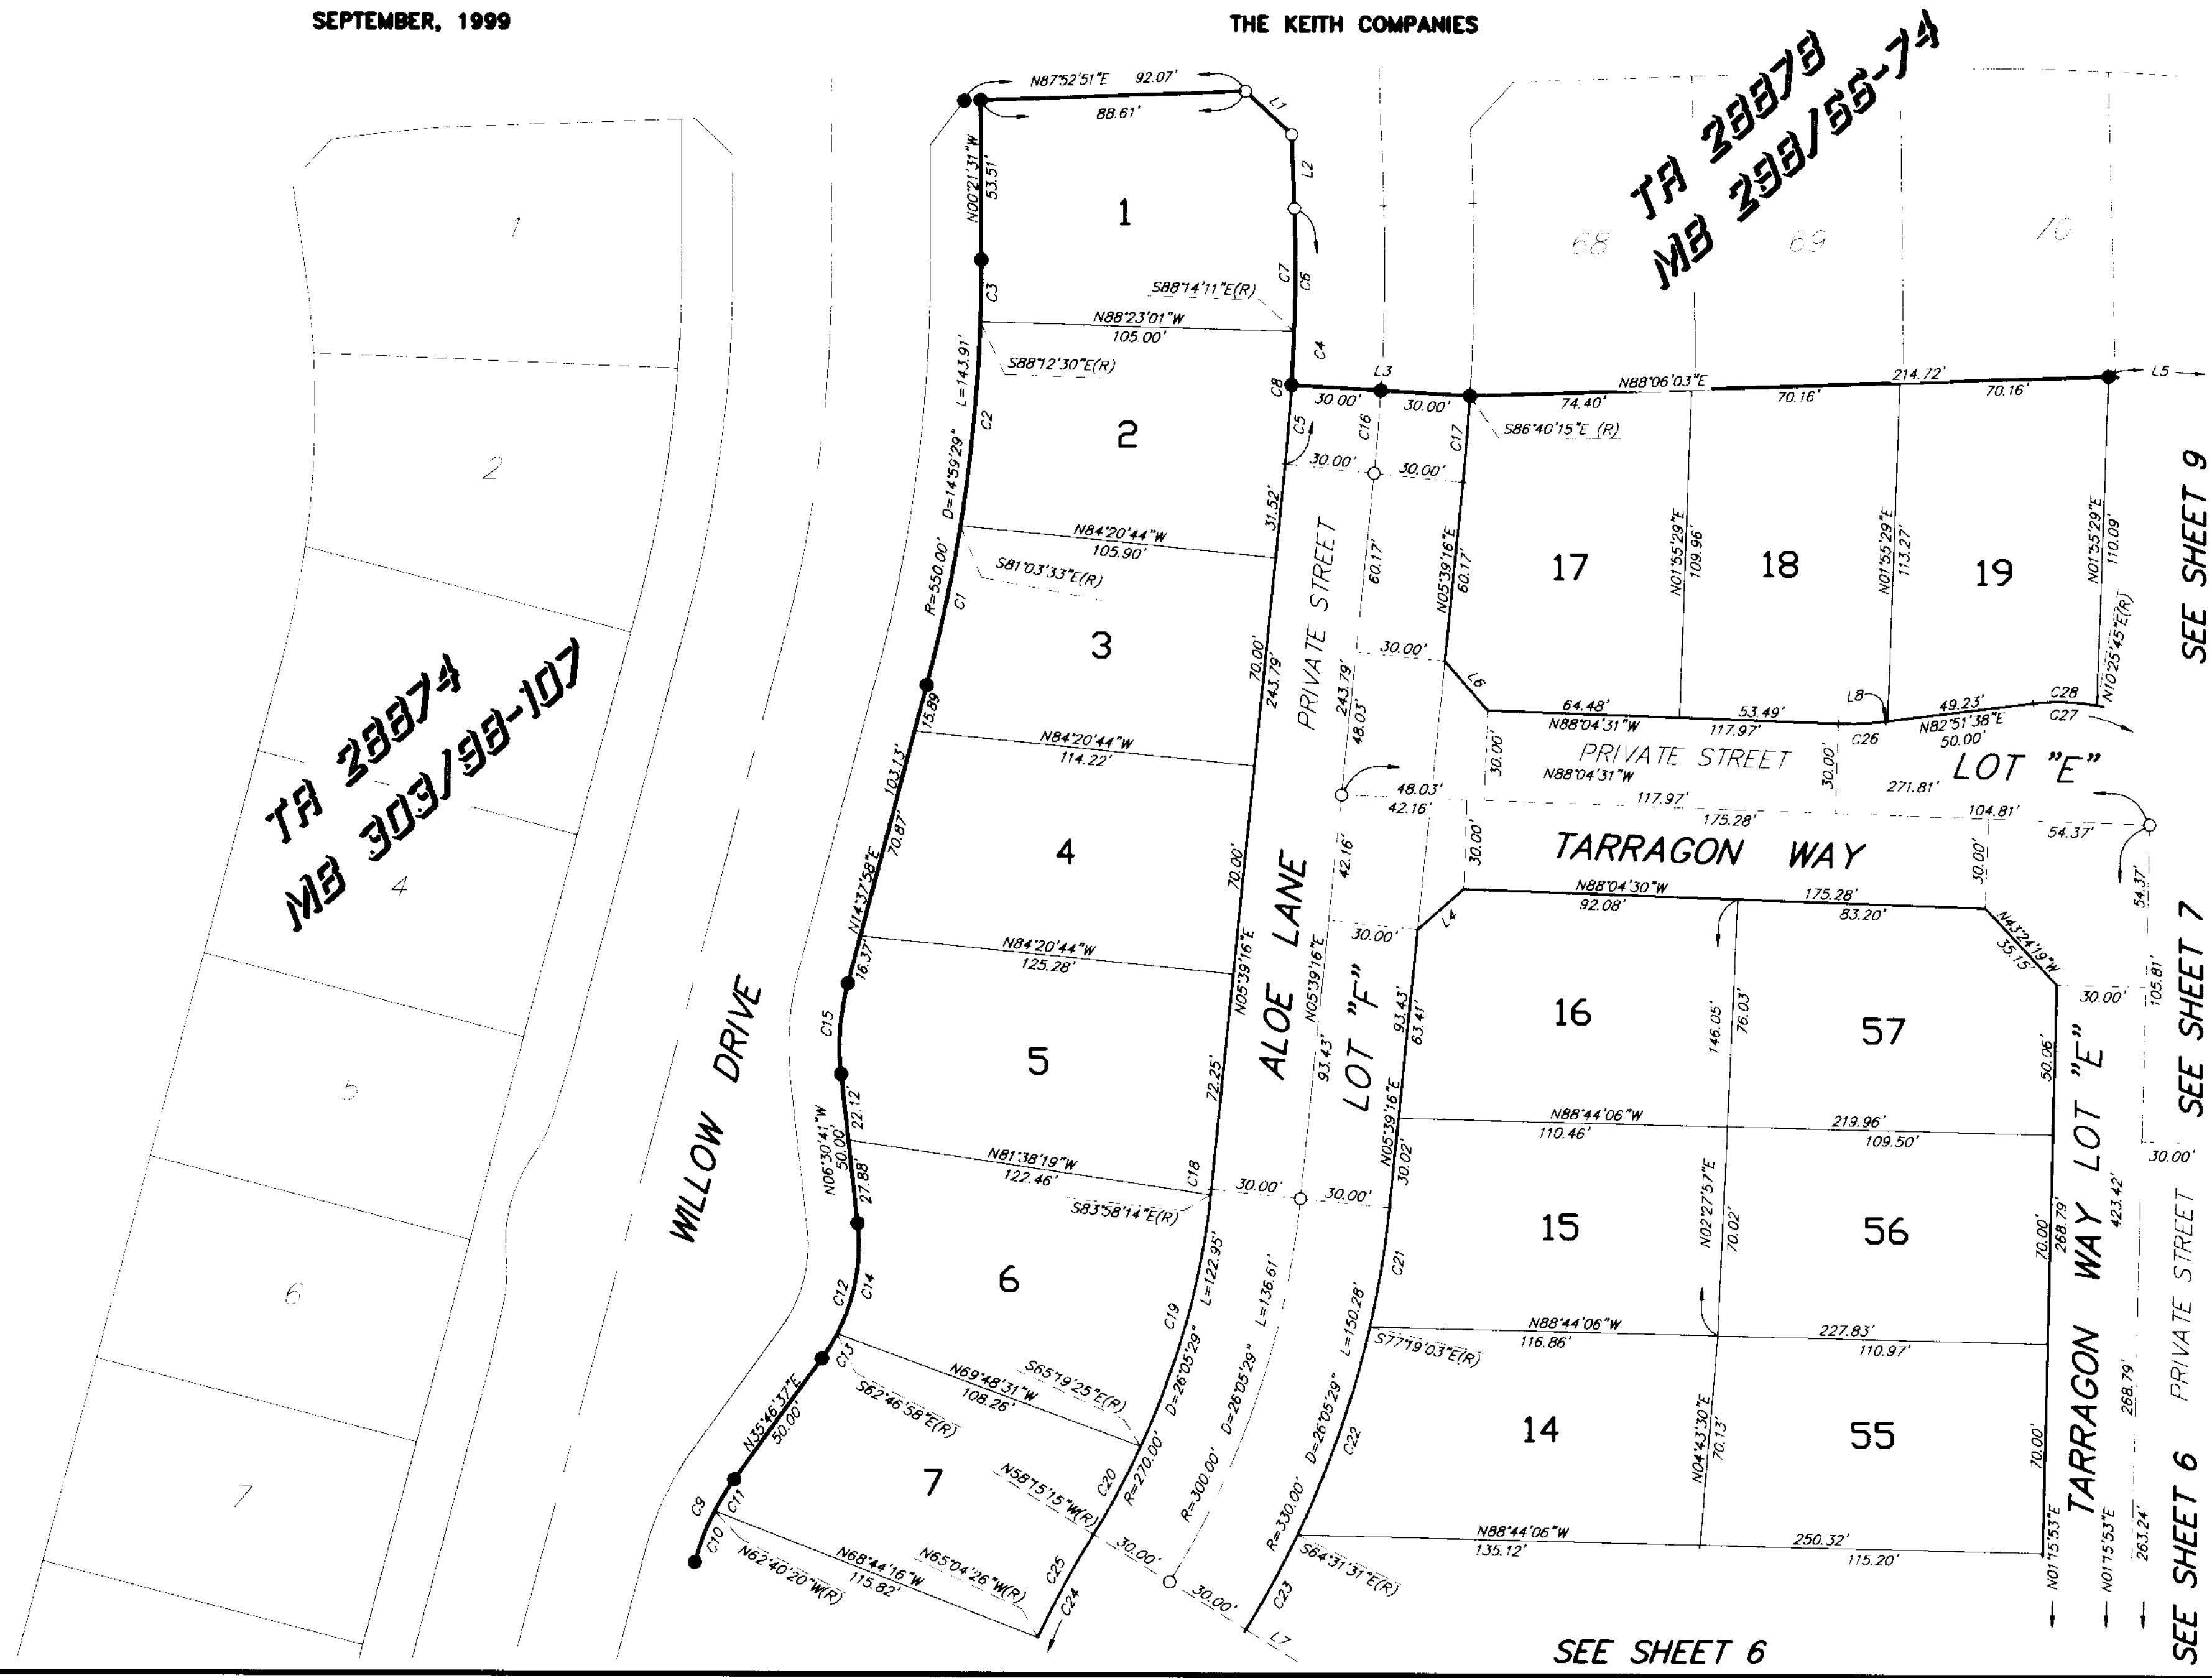 SEPTEMBER, 1999
THE KEITH COMPANIES
TR 28878
MB 298/55-74
TR 28874
MB 303/98-107
1
2
4
5
6
7
68
69
70
WILLOW DRIVE
N87°52'51"E 92.07'
88.61'
L1
L2
N00°21'31"W
53.51'
1
C3
C7
C6
S88°14'11"E(R)
N88°23'01"W
105.00'
S88°12'30"E(R)
C4
L3
C8
30.00'
30.00'
C5
C16
C17
N88°06'03"E
214.72'
74.40'
70.16'
70.16'
L5
S86°40'15"E (R)
R=550.00' D=14°59'29" L=143.91'
C2
2
30.00'
30.00'
31.52'
N84°20'44"W
105.90'
S81°03'33"E(R)
C1
3
60.17'
N05°39'16"E
60.17'
PRIVATE STREET
17
N01°55'29"E
109.96'
18
N01°55'29"E
113.27'
19
N01°55'29"E
110.09'
N10°25'45"E(R)
SEE SHEET 9
70.00'
243.79'
243.79'
48.03'
30.00'
L6
15.89
N84°20'44"W
114.22'
64.48'
N88°04'31"W
53.49'
117.97'
L8
C26
49.23'
N82°51'38"E
50.00'
C28
C27
PRIVATE STREET
LOT "E"
30.00'
30.00'
N88°04'31"W
117.97'
271.81'
48.03'
42.16'
175.28'
104.81'
54.37'
103.13'
70.87'
N14°37'58"E
4
70.00'
42.16'
30.00'
TARRAGON WAY
30.00'
N88°04'30"W
175.28'
92.08'
83.20'
L4
30.00'
N43°24'19"W
35.15'
54.37'
105.81'
30.00'
SEE SHEET 7
16.37'
N84°20'44"W
125.28'
ALOE LANE
LOT "F"
N05°39'16"E
N05°39'16"E
93.43'
93.43'
63.41'
16
146.05'
76.03'
57
50.06'
C15
5
72.25'
N06°30'41"W
50.00'
22.12'
27.88'
N81°38'19"W
122.46'
C18
S83°58'14"E(R)
30.00'
30.00'
N05°39'16"E
30.02'
N88°44'06"W
219.96'
110.46'
109.50'
30.00'
C12
C14
6
15
N02°27'57"E
70.02'
56
70.00'
268.79'
423.42'
PRIVATE STREET
TARRAGON WAY LOT "E"
C13
S62°46'58"E(R)
N69°48'31"W
108.26'
S65°19'25"E(R)
C19
R=270.00' D=26°05'29" L=122.95'
R=300.00' D=26°05'29" L=136.61'
R=330.00' D=26°05'29" L=150.28'
C21
C22
S77°19'03"E(R)
N88°44'06"W
227.83'
116.86'
110.97'
14
N04°43'30"E
70.13'
55
70.00'
268.79'
N35°46'37"E
50.00'
C9
C11
C10
7
N62°40'20"W(R)
N68°44'16"W
115.82'
N58°15'15"W(R)
N65°04'26"W(R)
C20
C25
C24
30.00'
30.00'
L7
C23
S64°31'31"E(R)
N88°44'06"W
250.32'
135.12'
115.20'
N01°15'53"E
N01°15'53"E
263.24'
SEE SHEET 6
SEE SHEET 6